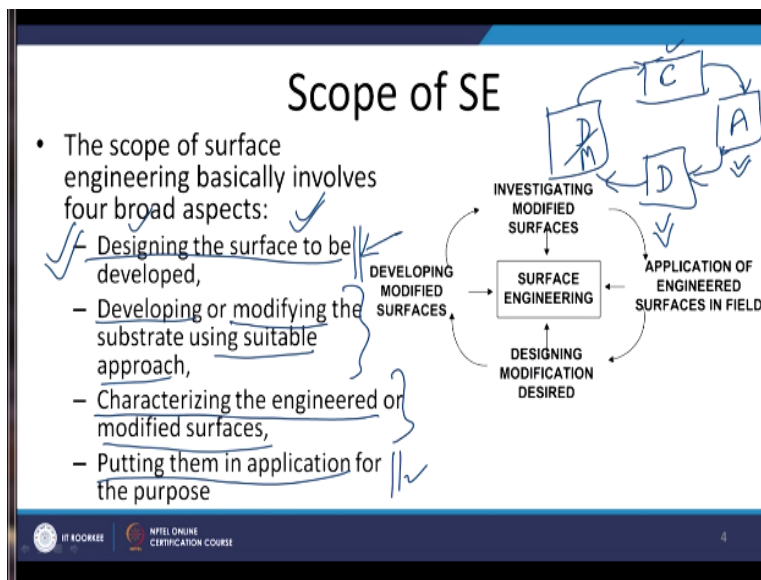 Scope of SE
• The scope of surface
engineering basically involves
four broad aspects:
– Designing the surface to be
developed,
– Developing or modifying the
substrate using suitable
approach,
– Characterizing the engineered or
modified surfaces,
– Putting them in application for
the purpose
C
A
D
D/M
INVESTIGATING
MODIFIED
SURFACES
DEVELOPING
MODIFIED
SURFACES
SURFACE
ENGINEERING
APPLICATION OF
ENGINEERED
SURFACES IN FIELD
DESIGNING
MODIFICATION
DESIRED
IIT ROORKEE
NPTEL ONLINE
CERTIFICATION COURSE
4